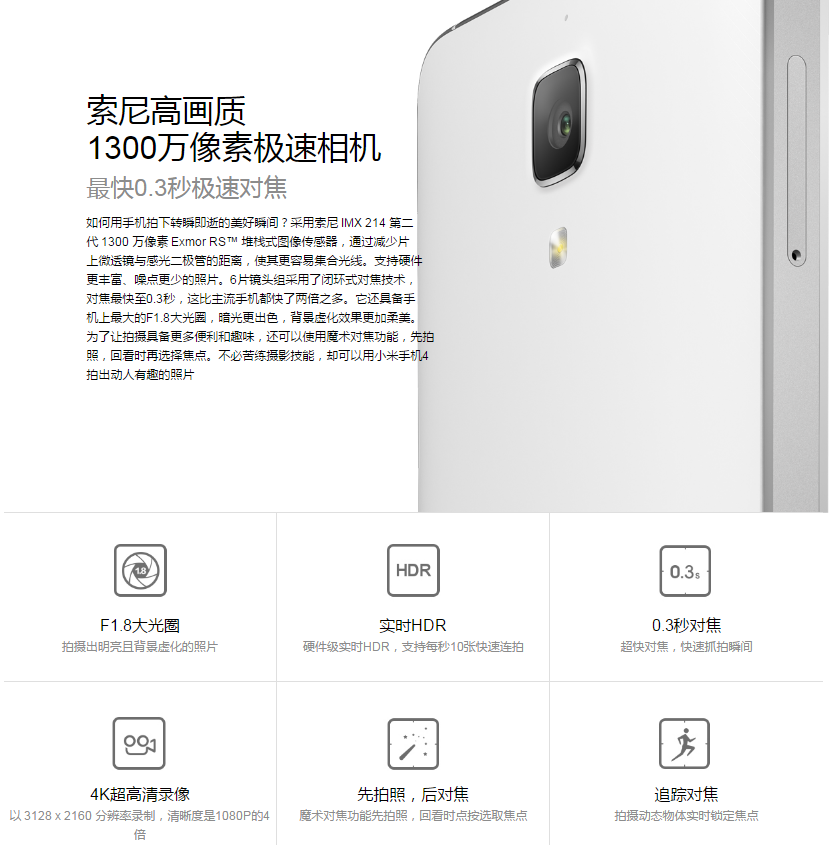 索尼高画质
1300万像素极速相机
最快0.3秒极速对焦
如何用手机拍下转瞬即逝的美好瞬间？采用索尼 IMX 214 第二
代 1300 万像素 Exmor RS™ 堆栈式图像传感器，通过减少片
上微透镜与感光二极管的距离，使其更容易集合光线。支持硬件
更丰富、噪点更少的照片。6片镜头组采用了闭环式对焦技术，
对焦最快至0.3秒，这比主流手机都快了两倍之多。它还具备手
机上最大的F1.8大光圈，暗光更出色，背景虚化效果更加柔美。
为了让拍摄具备更多便利和趣味，还可以使用魔术对焦功能，先拍
照，回看时再选择焦点。不必苦练摄影技能，却可以用小米手机4
拍出动人有趣的照片
1.8
HDR
0.3s
F1.8大光圈
实时HDR
0.3秒对焦
拍摄出明亮且背景虚化的照片
硬件级实时HDR，支持每秒10张快速连拍
超快对焦，快速抓拍瞬间
4K超高清录像
先拍照，后对焦
追踪对焦
以 3128 x 2160 分辨率录制，清晰度是1080P的4
倍
魔术对焦功能先拍照，回看时点按选取焦点
拍摄动态物体实时锁定焦点